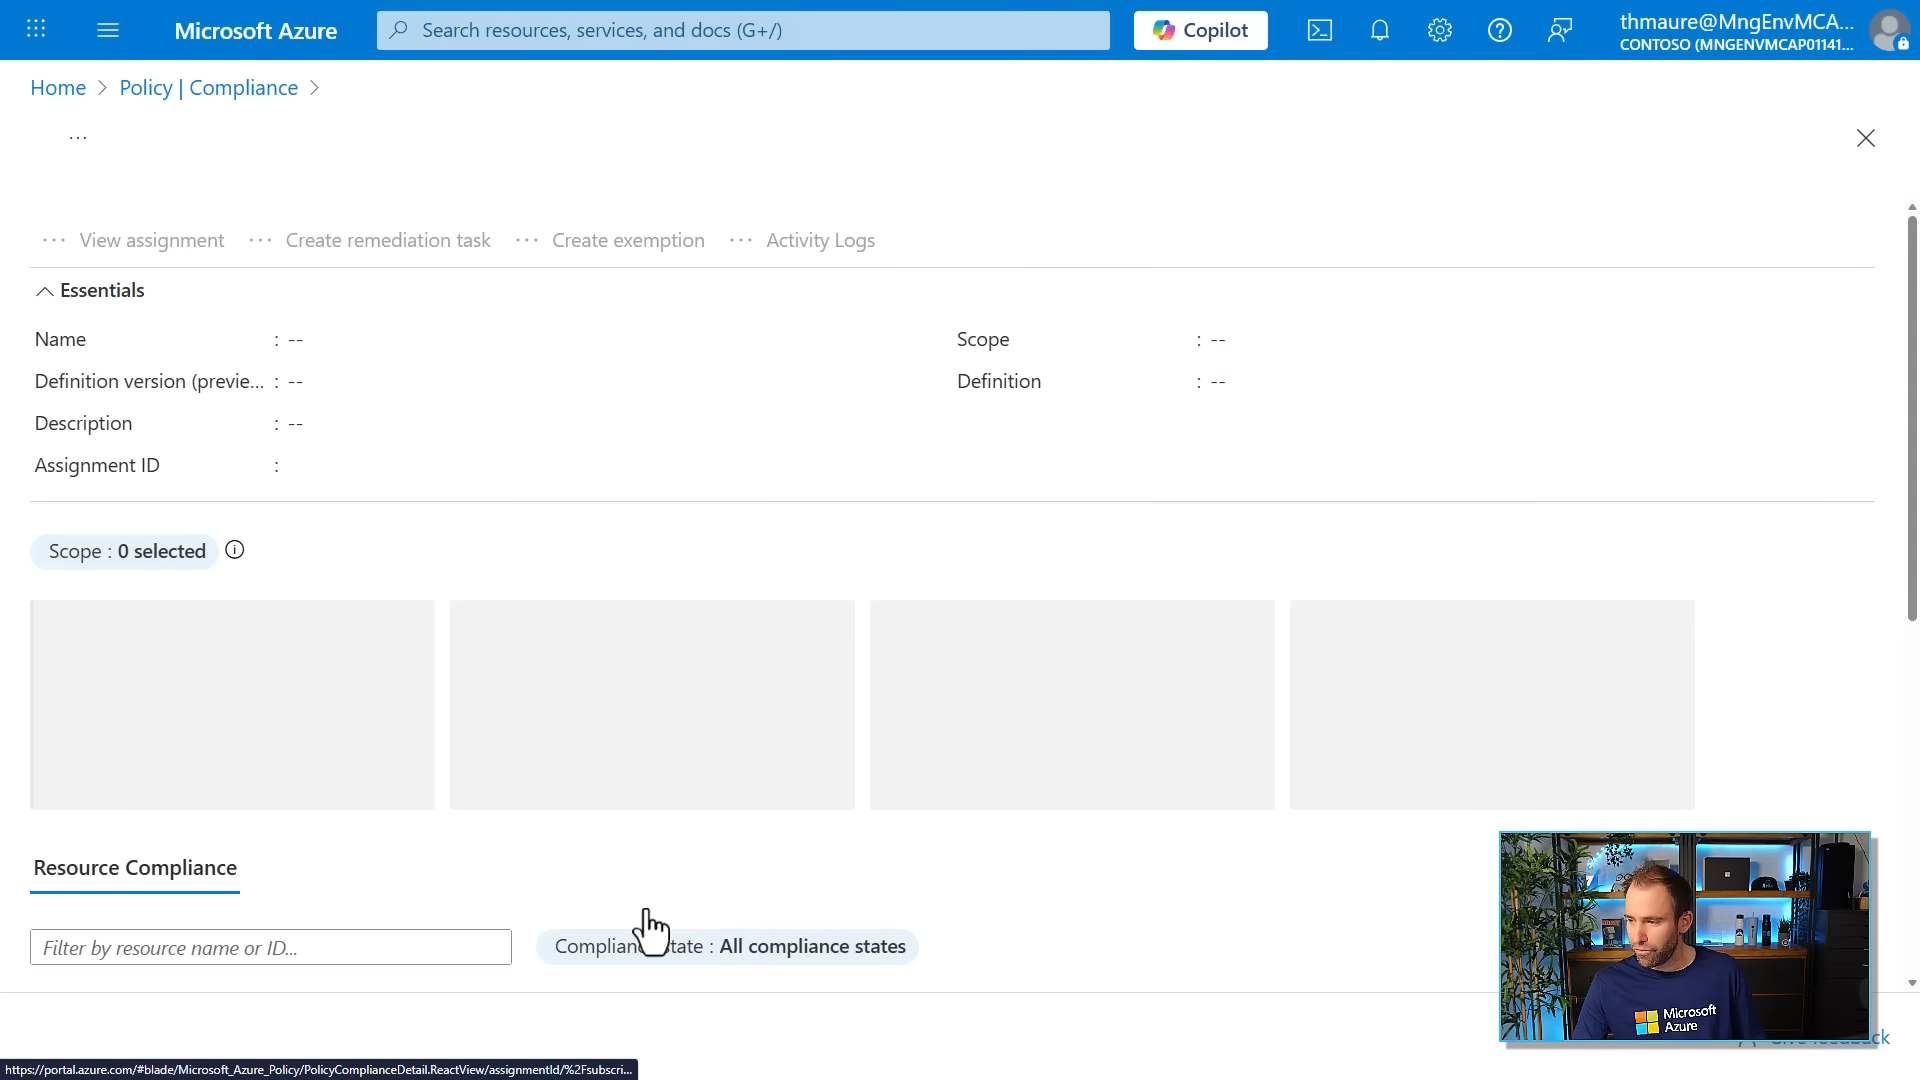 Microsoft Azure
Search resources, services, and docs (G+/)
Copilot
thmaure@MngEnvMCA...
CONTOSO (MNGENVMCAP01141...
Home > Policy | Compliance >
...
View assignment
Create remediation task
Create exemption
Activity Logs
Essentials
Name : --
Scope : --
Definition version (previe... : --
Definition : --
Description : --
Assignment ID :
Scope : 0 selected
Resource Compliance
Filter by resource name or ID...
Compliance state : All compliance states
Microsoft
Azure
https://portal.azure.com/#blade/Microsoft_Azure_Policy/PolicyComplianceDetail.ReactView/assignmentId/%2Fsubscri...